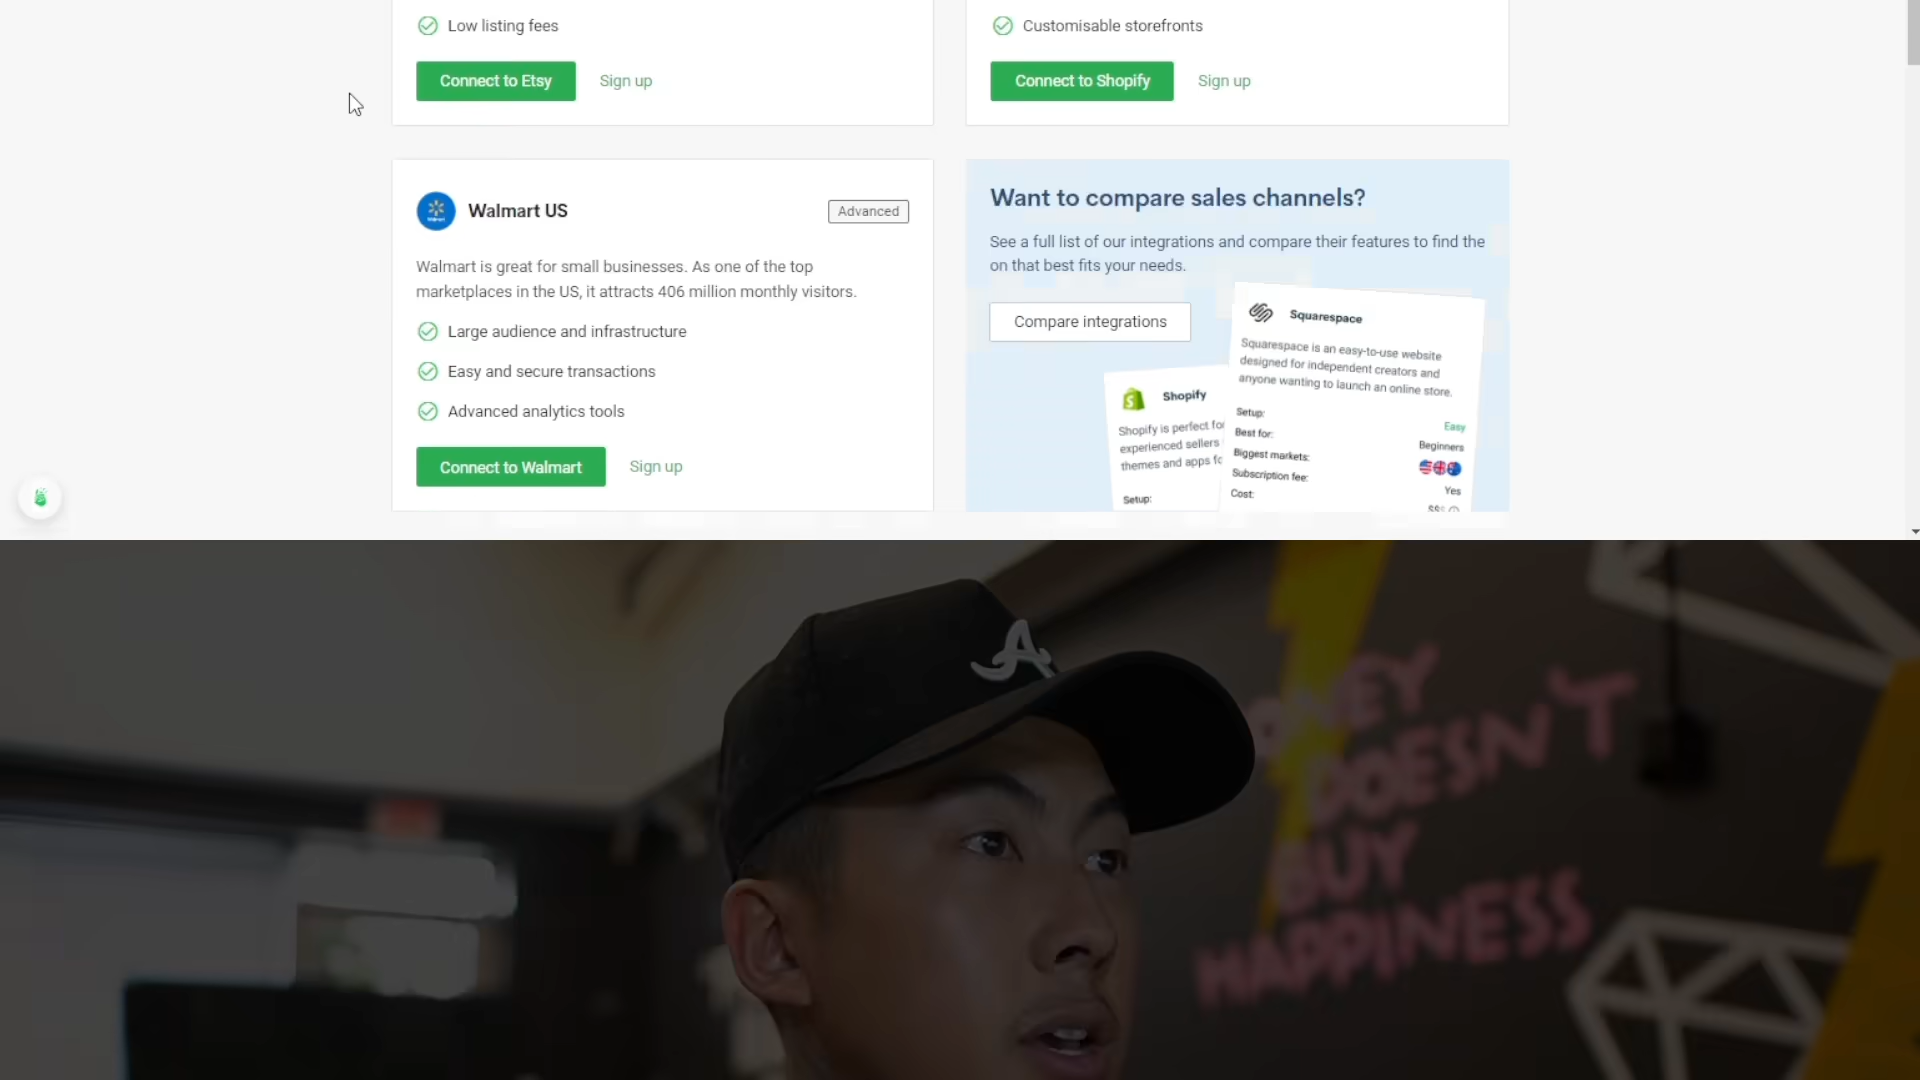 Low listing fees
Connect to Etsy
Sign up
Customisable storefronts
Connect to Shopify
Sign up
Walmart US
Advanced
Walmart is great for small businesses. As one of the top
marketplaces in the US, it attracts 406 million monthly visitors.
Large audience and infrastructure
Easy and secure transactions
Advanced analytics tools
Connect to Walmart
Sign up
Want to compare sales channels?
See a full list of our integrations and compare their features to find the
on that best fits your needs.
Compare integrations
Shopify
Shopify is perfect for
experienced sellers
themes and apps fo
Setup:
Squarespace
Squarespace is an easy-to-use website
designed for independent creators and
anyone wanting to launch an online store.
Setup:
Easy
Best for:
Beginners
Biggest markets:
Subscription fee:
Yes
Cost:
$$
A
ONEY
DOESN'T
BUY
HAPPINESS